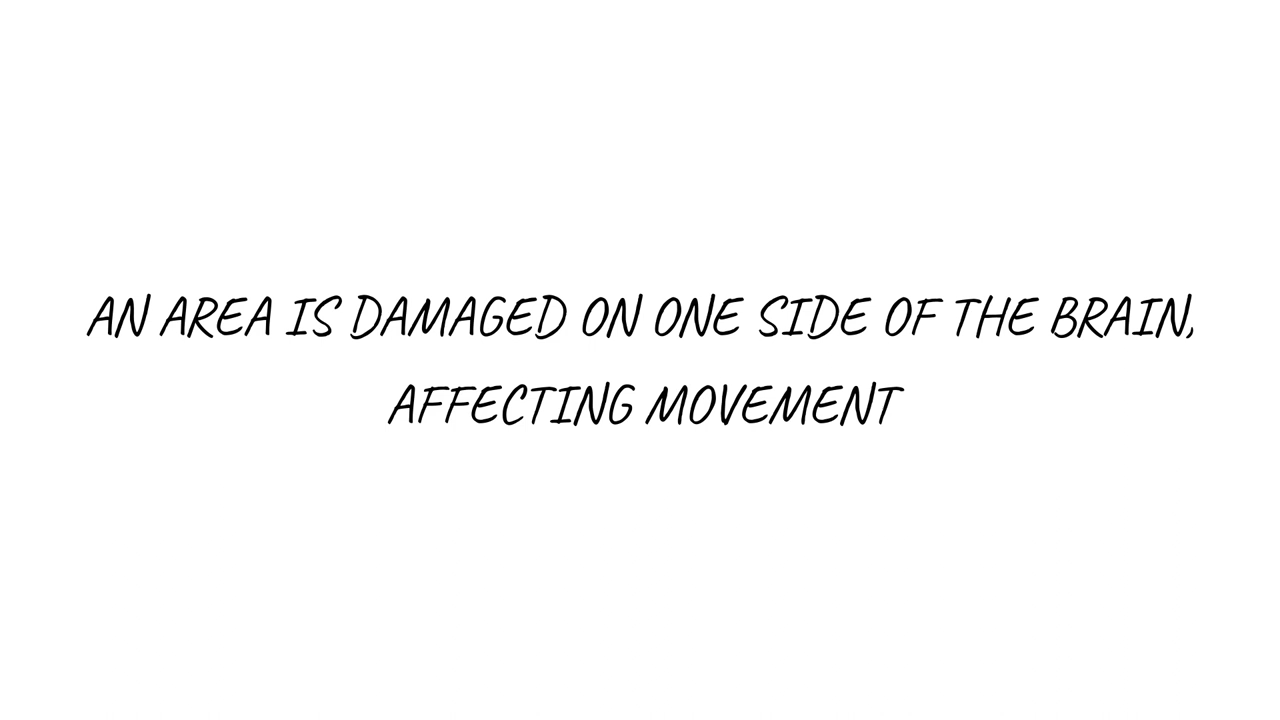 AN AREA IS DAMAGED ON ONE SIDE OF THE BRAIN,
AFFECTING MOVEMENT